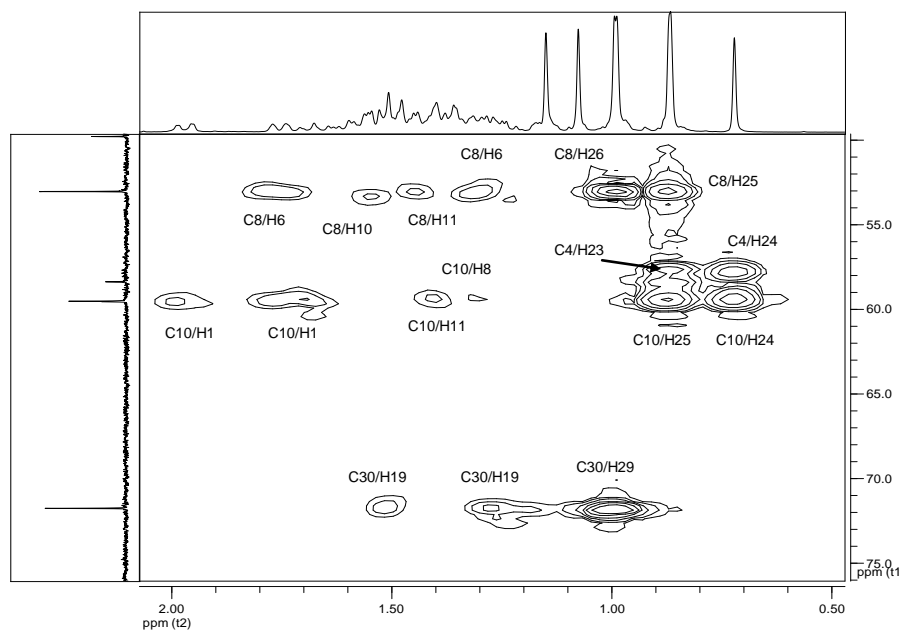 C8/H6
C8/H26
C8/H25
C8/H6
C8/H10
C8/H11
C4/H23
C4/H24
C10/H8
C10/H1
C10/H1
C10/H11
C10/H25
C10/H24
C30/H19
C30/H19
C30/H29
55.0
60.0
65.0
70.0
75.0
ppm (t1
2.00
1.50
1.00
0.50
ppm (t2)